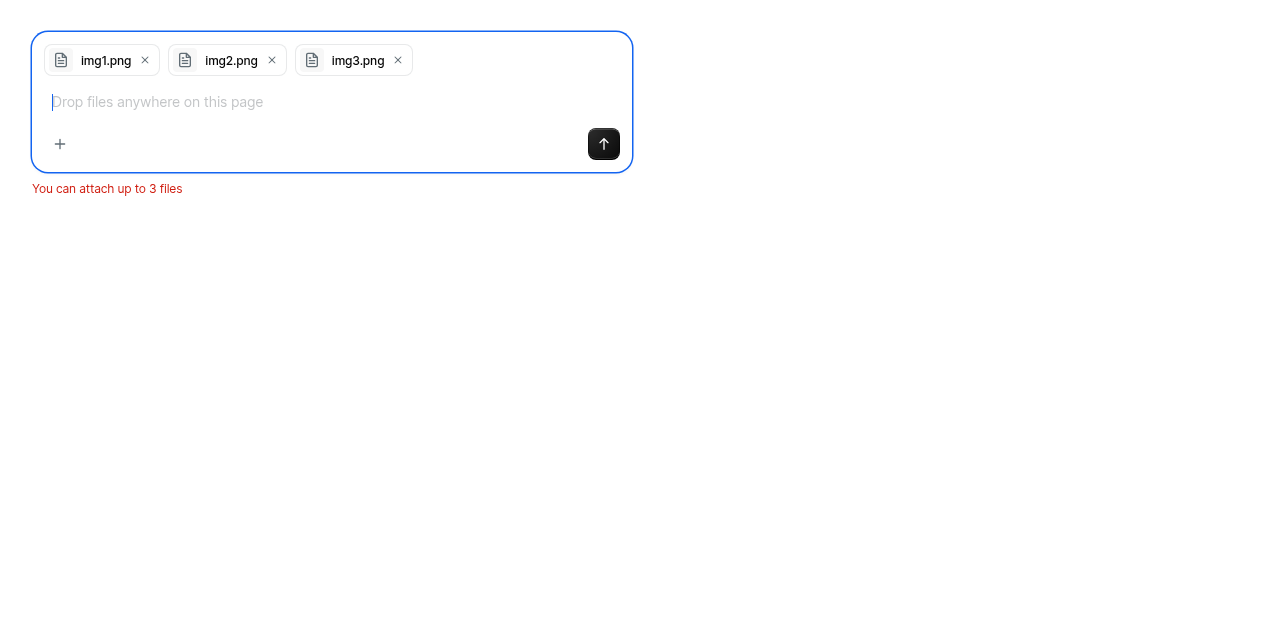 img1.png img2.png img3.png
Drop files anywhere on this page
You can attach up to 3 files